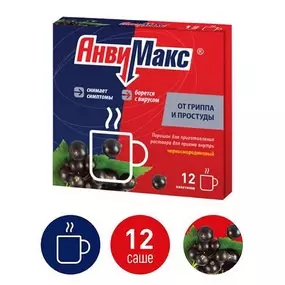 АнвиМакс®
снимает симптомы
борется с вирусом
ОТ ГРИППА
И ПРОСТУДЫ
Порошок для приготовления
раствора для приема внутрь
черносмородиновый
12
пакетиков
12
саше